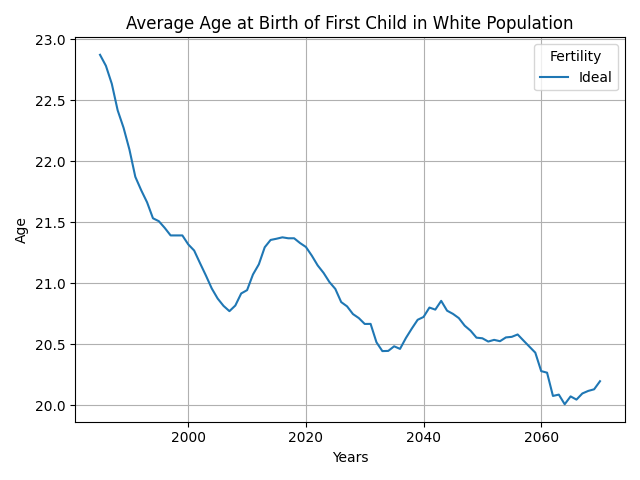 Average Age at Birth of First Child in White Population
Fertility
Ideal
Age
23.0
22.5
22.0
21.5
21.0
20.5
20.0
2000 2020 2040 2060
Years